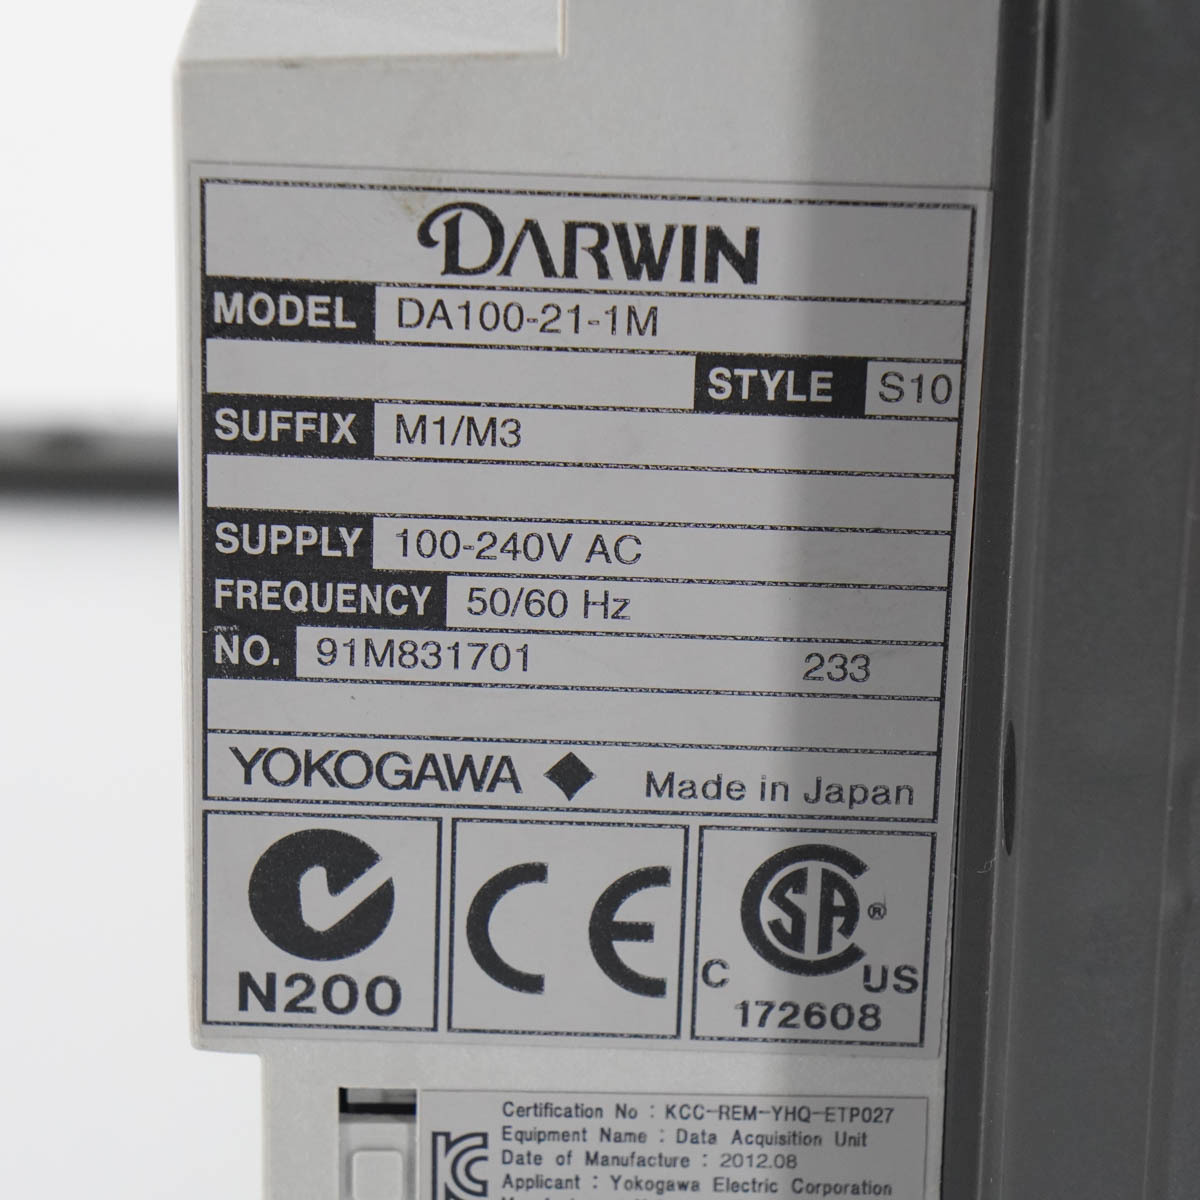 DARWIN
MODEL DA100-21-1M
STYLE S10
SUFFIX M1/M3
SUPPLY 100-240V AC
FREQUENCY 50/60 Hz
NO. 91M831701 233
YOKOGAWA ◆ Made in Japan
N200
CE
SA ®
C US
172608
Certification No : KCC-REM-YHQ-ETP027
Equipment Name : Data Acquisition Unit
Date of Manufacture : 2012.08
Applicant : Yokogawa Electric Corporation